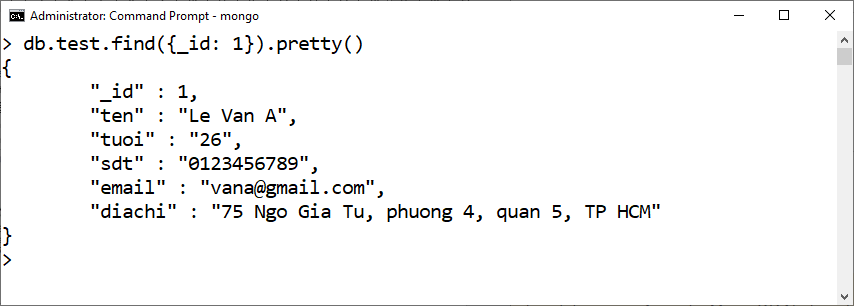 Administrator: Command Prompt - mongo
> db.test.find({_id: 1}).pretty()
{
        "_id" : 1,
        "ten" : "Le Van A",
        "tuoi" : "26",
        "sdt" : "0123456789",
        "email" : "vana@gmail.com",
        "diachi" : "75 Ngo Gia Tu, phuong 4, quan 5, TP HCM"
}
>